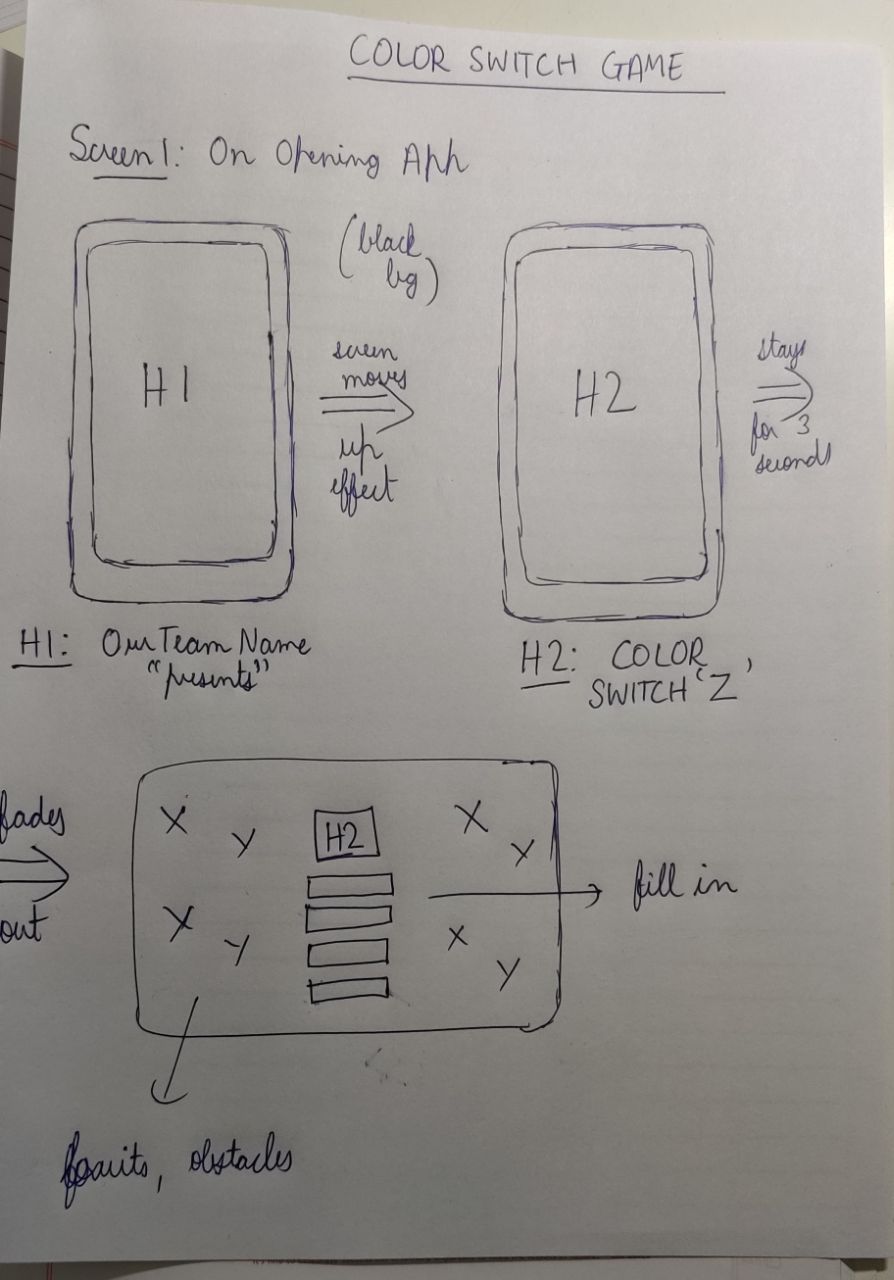 COLOR SWITCH GAME
Screen 1: On Opening App
(black
bg)
H1
screen
moves
up
effect
H2
stays
for 3
seconds
H1: Our Team Name
"presents"
H2: COLOR
SWITCH 'Z'
fades
out
X
Y
H2
X
Y
X
Y
X
Y
fill in
fruits, obstacles